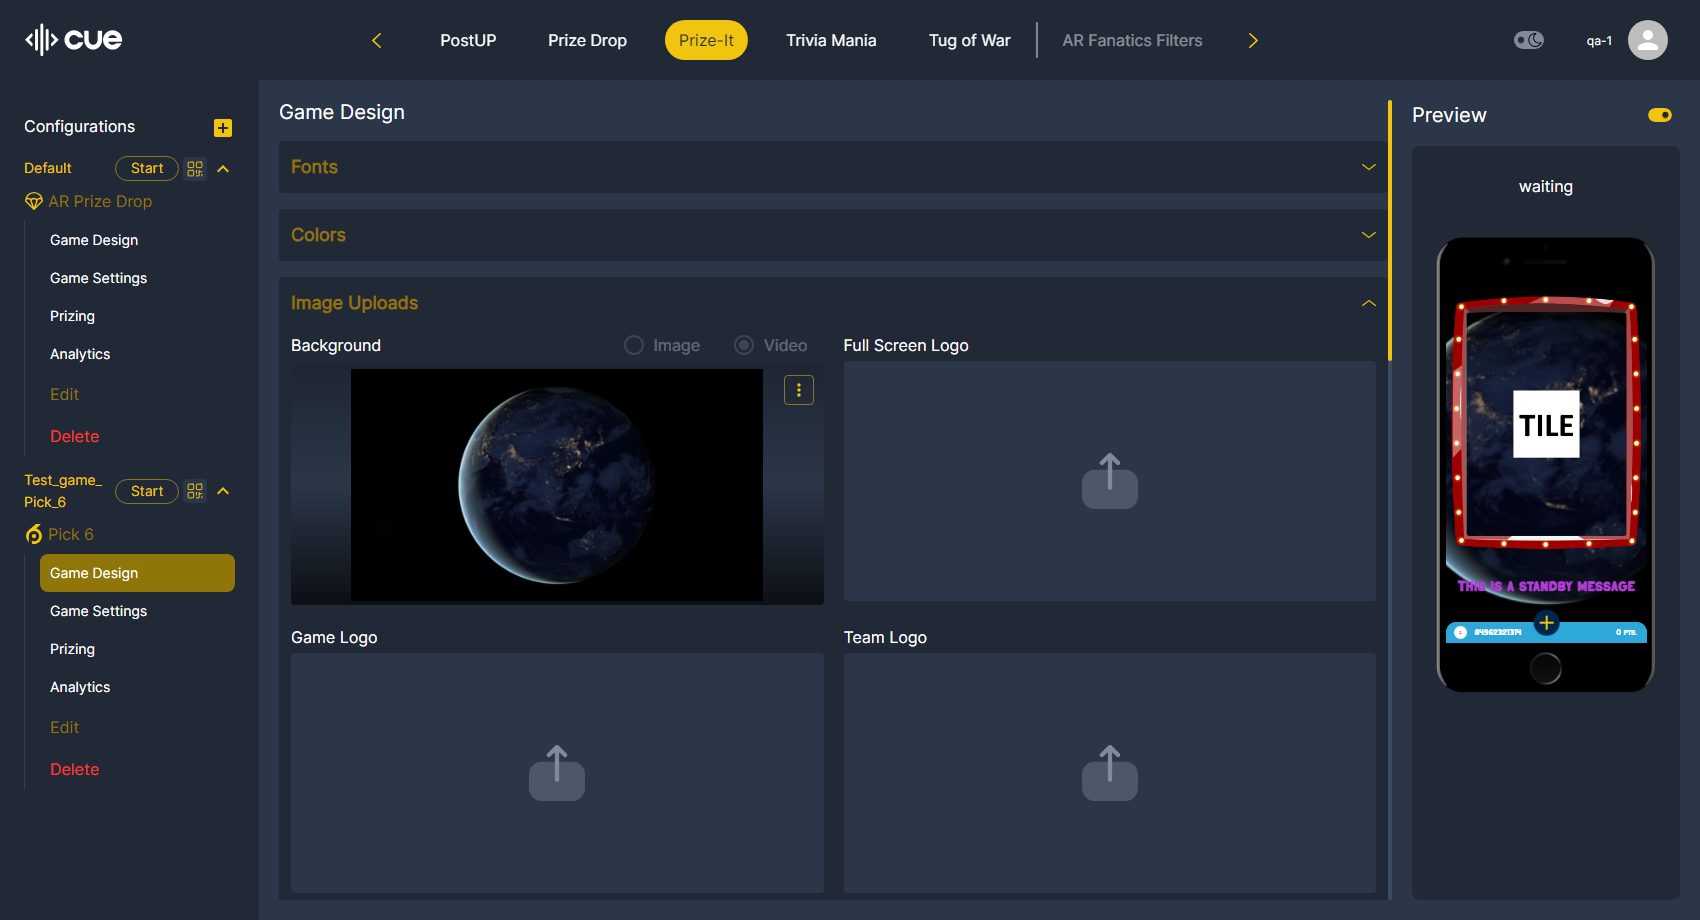 cue
PostUP
Prize Drop
Prize-It
Trivia Mania
Tug of War
AR Fanatics Filters
qa-1
Configurations
Default
Start
AR Prize Drop
Game Design
Game Settings
Prizing
Analytics
Edit
Delete
Test_game_
Pick_6
Start
Pick 6
Game Design
Game Settings
Prizing
Analytics
Edit
Delete
Game Design
Fonts
Colors
Image Uploads
Background
Image
Video
Full Screen Logo
Game Logo
Team Logo
Preview
waiting
TILE
THIS IS A STANDBY MESSAGE
84962321374
0 PTS.